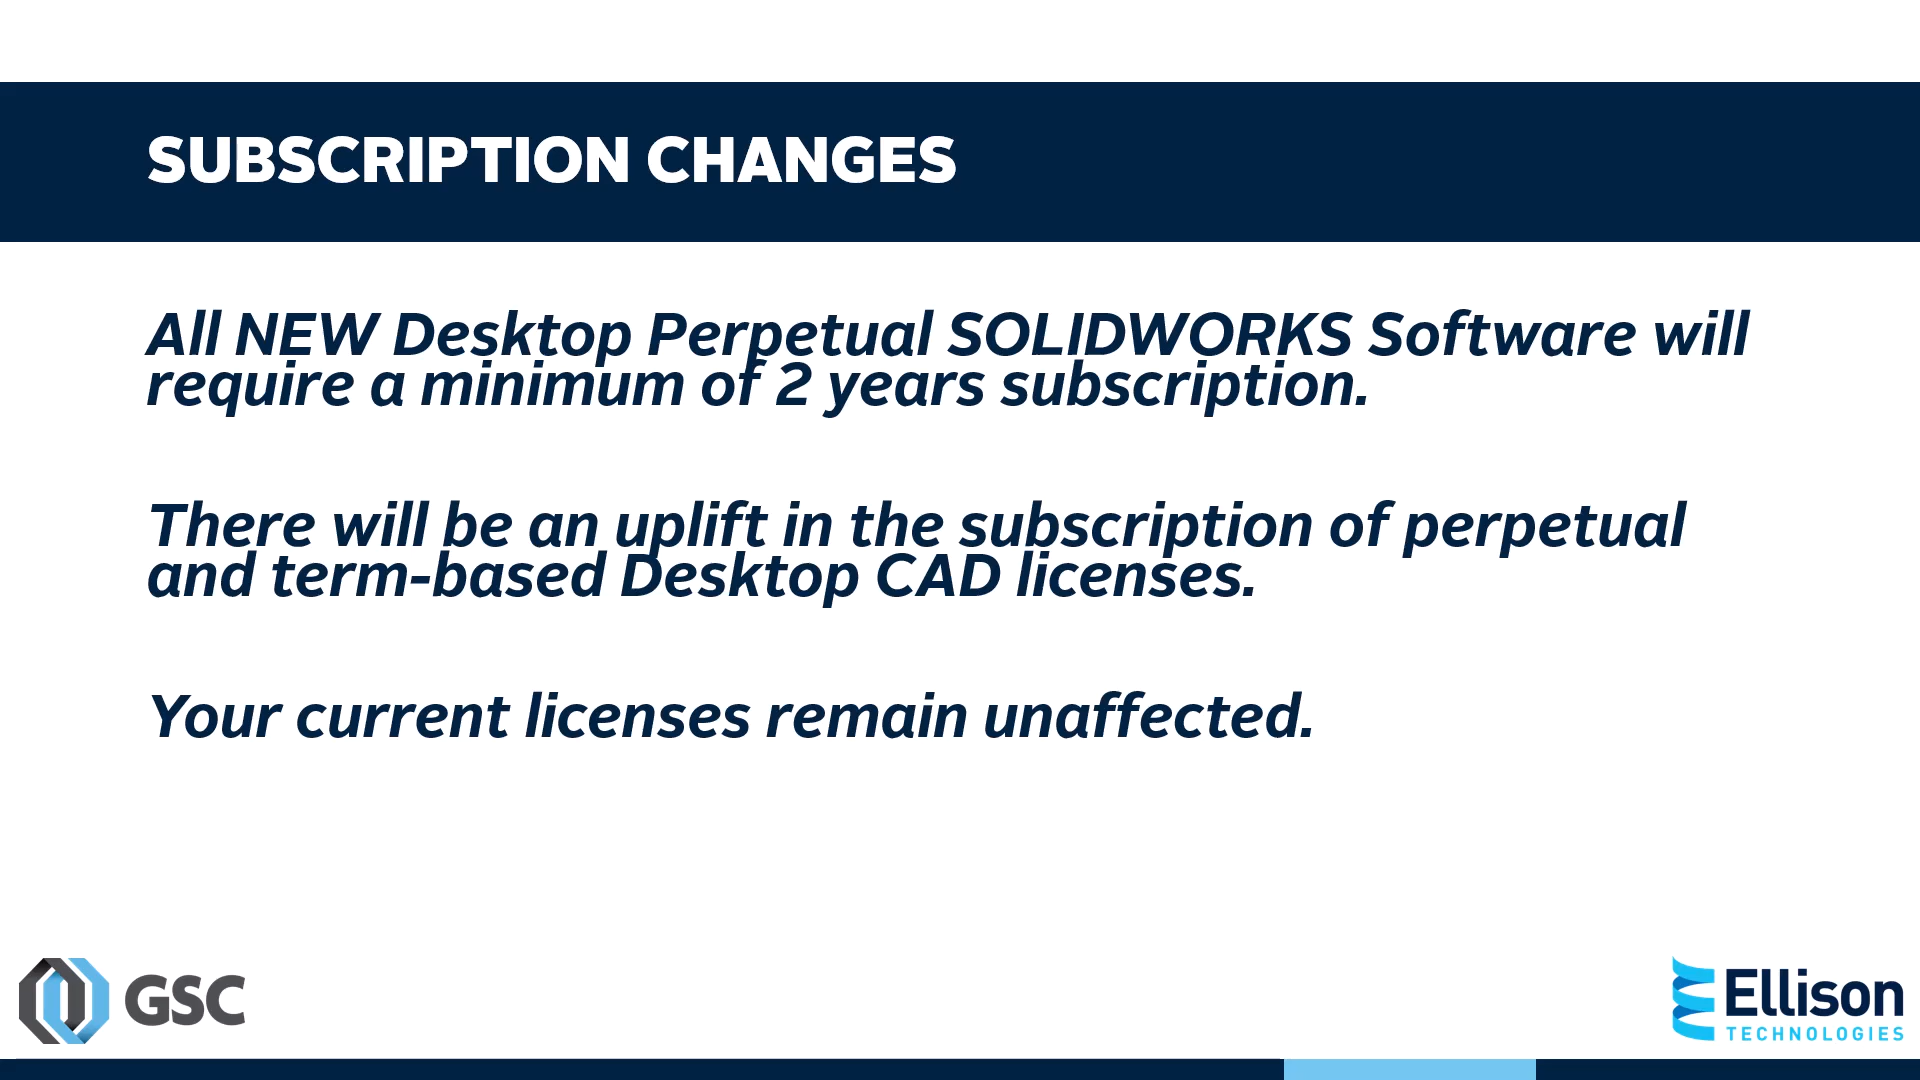 SUBSCRIPTION CHANGES
All NEW Desktop Perpetual SOLIDWORKS Software will
require a minimum of 2 years subscription.
There will be an uplift in the subscription of perpetual
and term-based Desktop CAD licenses.
Your current licenses remain unaffected.
GSC
Ellison
TECHNOLOGIES